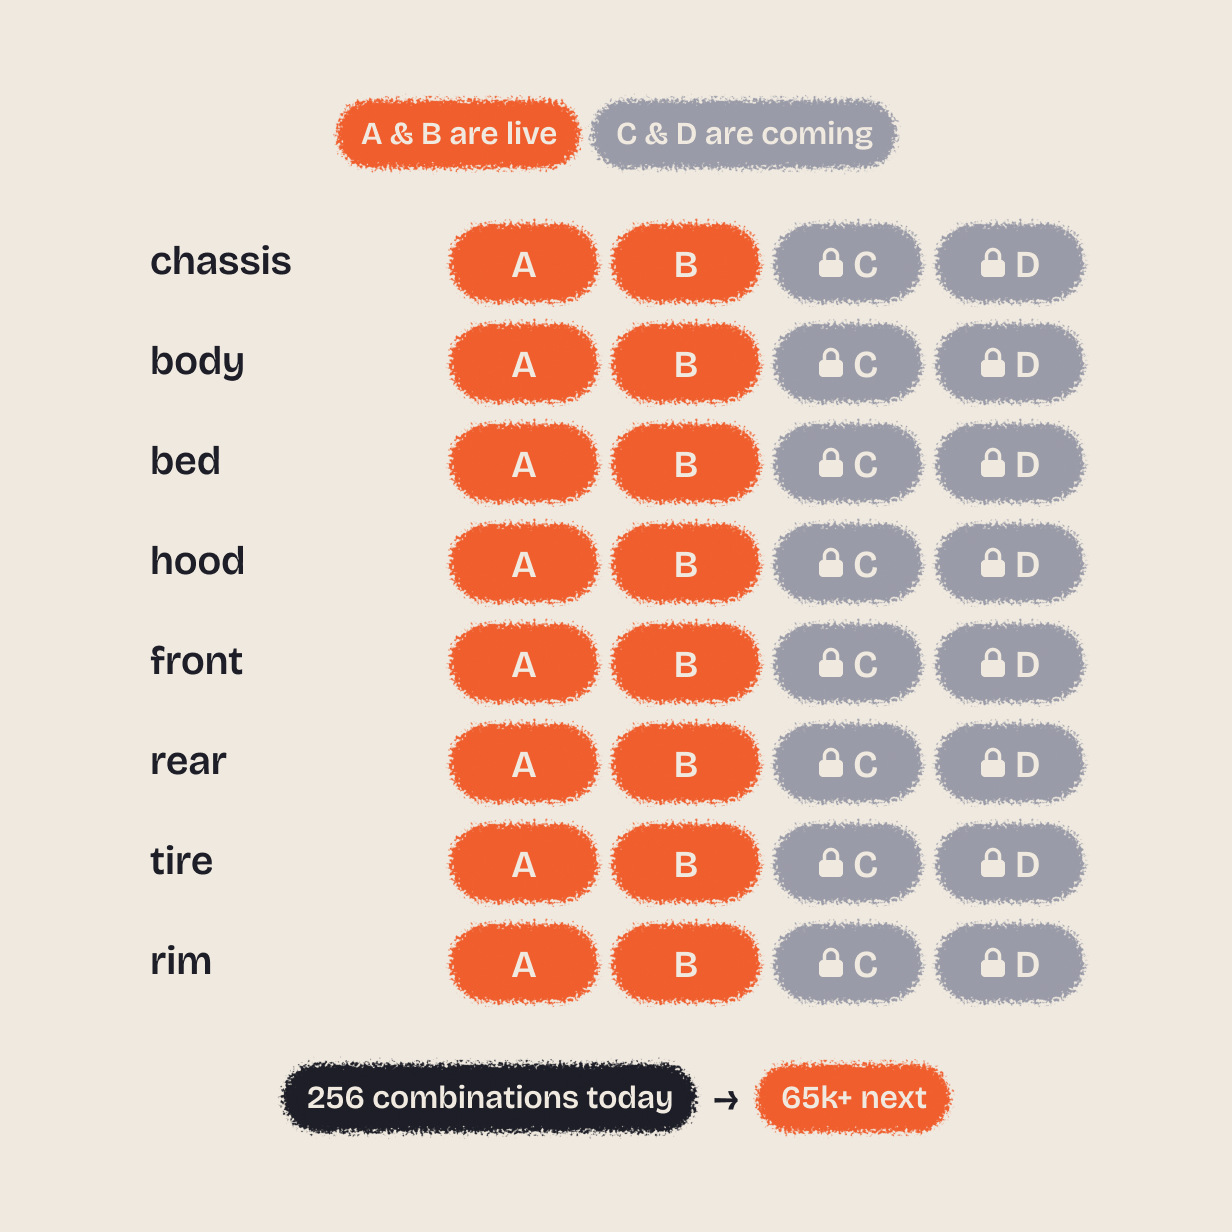 A & B are live C & D are coming
chassis A B C D
body A B C D
bed A B C D
hood A B C D
front A B C D
rear A B C D
tire A B C D
rim A B C D
256 combinations today → 65k+ next